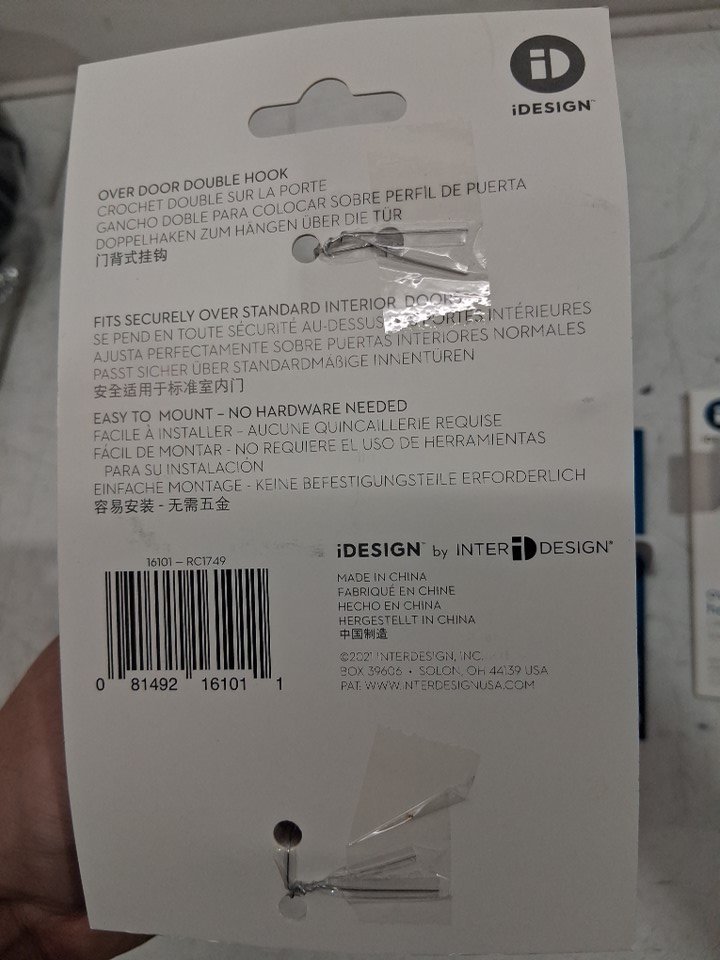 iD
iDESIGN™
OVER DOOR DOUBLE HOOK
CROCHET DOUBLE SUR LA PORTE
GANCHO DOBLE PARA COLOCAR SOBRE PERFIL DE PUERTA
DOPPELHAKEN ZUM HÄNGEN ÜBER DIE TÜR
门背式挂钩
FITS SECURELY OVER STANDARD INTERIOR DOORS
SE PEND EN TOUTE SÉCURITÉ AU-DESSUS PORTES INTÉRIEURES
AJUSTA PERFECTAMENTE SOBRE PUERTAS INTERIORES NORMALES
PASST SICHER ÜBER STANDARDMÄßIGE INNENTÜREN
安全适用于标准室内门
EASY TO MOUNT – NO HARDWARE NEEDED
FACILE À INSTALLER – AUCUNE QUINCAILLERIE REQUISE
FÁCIL DE MONTAR - NO REQUIERE EL USO DE HERRAMIENTAS
PARA SU INSTALACIÓN
EINFACHE MONTAGE - KEINE BEFESTIGUNGSTEILE ERFORDERLICH
容易安装 - 无需五金
16101 – RC1749
0 81492 16101 1
iDESIGN™ by INTERiDDESIGN®
MADE IN CHINA
FABRIQUÉ EN CHINE
HECHO EN CHINA
HERGESTELLT IN CHINA
中国制造
©2021 INTERDESIGN, INC.
BOX 39606 • SOLON, OH 44139 USA
PAT. WWW.INTERDESIGNUSA.COM